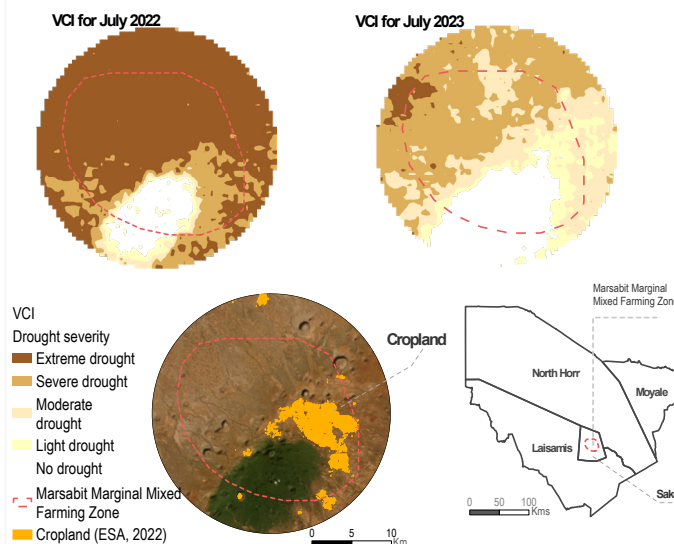 VCI for July 2022
VCI for July 2023
VCI
Drought severity
Extreme drought
Severe drought
Moderate
drought
Light drought
No drought
Marsabit Marginal Mixed
Farming Zone
Cropland (ESA, 2022)
Cropland
0 5 10
Km
Marsabit Marginal
Mixed Farming Zone
North Horr
Moyale
Laisamis
Sak
0 50 100
Kms